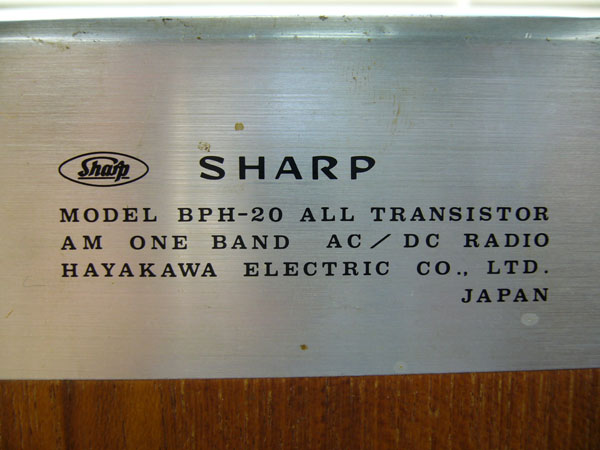 Sharp SHARP
MODEL BPH-20 ALL TRANSISTOR
AM ONE BAND AC / DC RADIO
HAYAKAWA ELECTRIC CO., LTD.
JAPAN